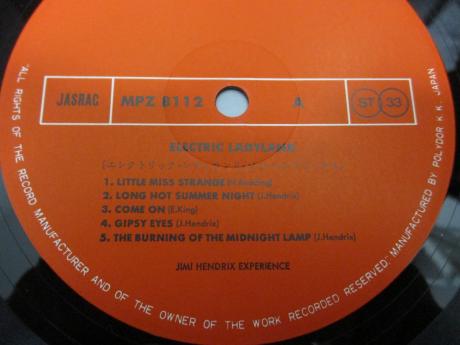 JASRAC MPZ 8112 A ST 33
ELECTRIC LADYLAND
1. LITTLE MISS STRANGE (N.Redding)
2. LONG HOT SUMMER NIGHT (J.Hendrix)
3. COME ON (E.King)
4. GIPSY EYES (J.Hendrix)
5. THE BURNING OF THE MIDNIGHT LAMP (J.Hendrix)
JIMI HENDRIX EXPERIENCE
"ALL RIGHTS OF THE RECORD MANUFACTURER AND OF THE OWNER OF THE WORK RECORDED RESERVED" MANUFACTURED BY POLYDOR K.K. JAPAN